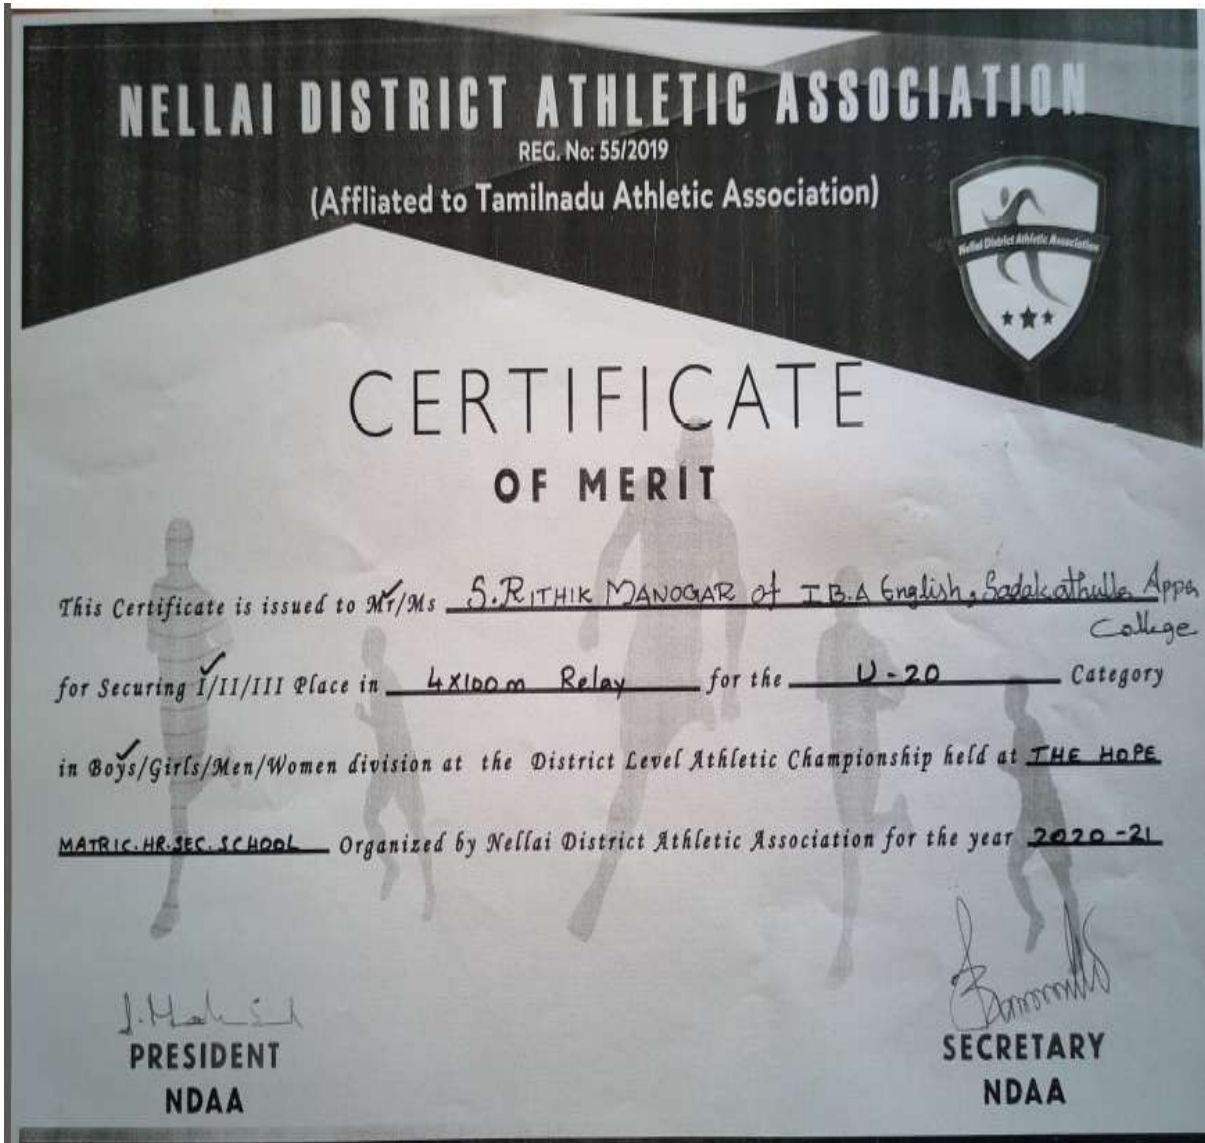 NELLAI DISTRICT ATHLETIC ASSOCIATION
REG. No: 55/2019
(Affliated to Tamilnadu Athletic Association)
Nellai District Athletic Association
CERTIFICATE
OF MERIT
This Certificate is issued to Mr/Ms S.RITHIK MANOGAR of I B.A English, Sadakathulla Appa
College
for Securing I/II/III Place in 4X100m Relay for the U-20 Category
in Boys/Girls/Men/Women division at the District Level Athletic Championship held at THE HOPE
MATRIC.HR.SEC.SCHOOL Organized by Nellai District Athletic Association for the year 2020-21
PRESIDENT
NDAA
SECRETARY
NDAA